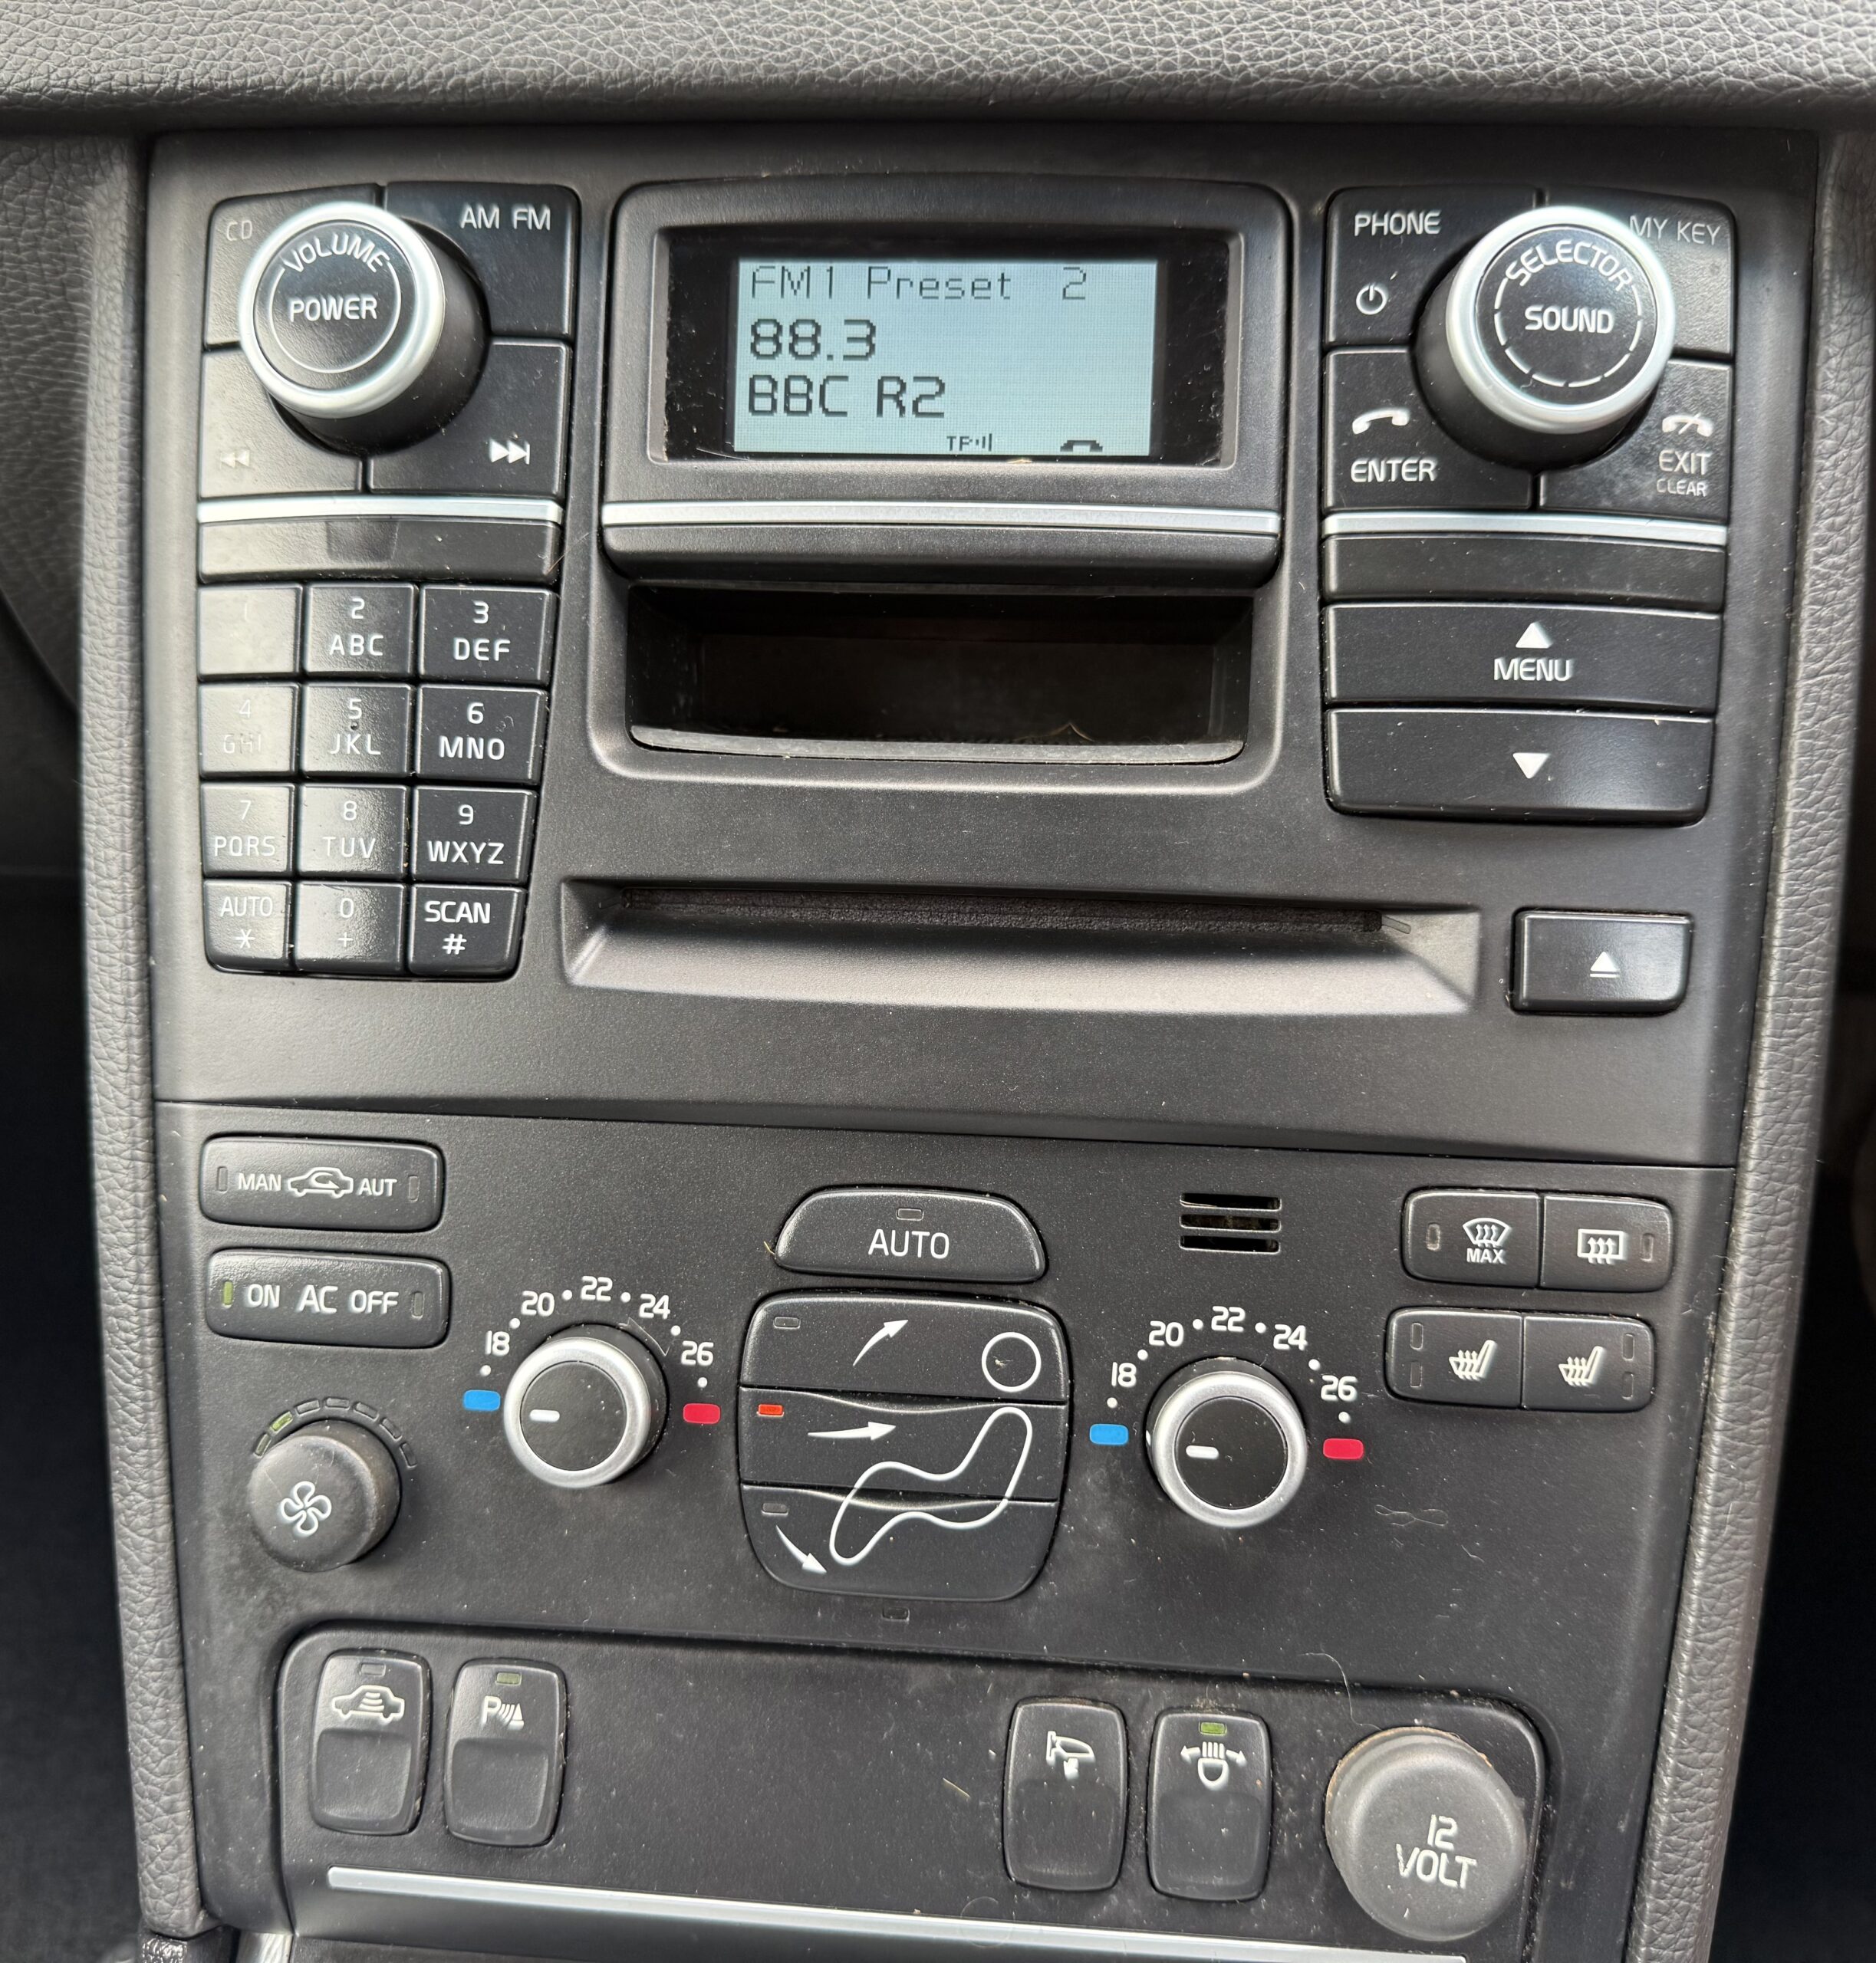 CD
AM FM
VOLUME
POWER
FM1 Preset 2
88.3
BBC R2
TP
PHONE
MY KEY
SELECTOR
SOUND
ENTER
EXIT
CLEAR
1
2
ABC
3
DEF
4
GHI
5
JKL
6
MNO
MENU
7
PQRS
8
TUV
9
WXYZ
AUTO
*
0
+
SCAN
#
MAN AUT
AUTO
MAX
ON AC OFF
18 20 22 24 26
18 20 22 24 26
P
12
VOLT